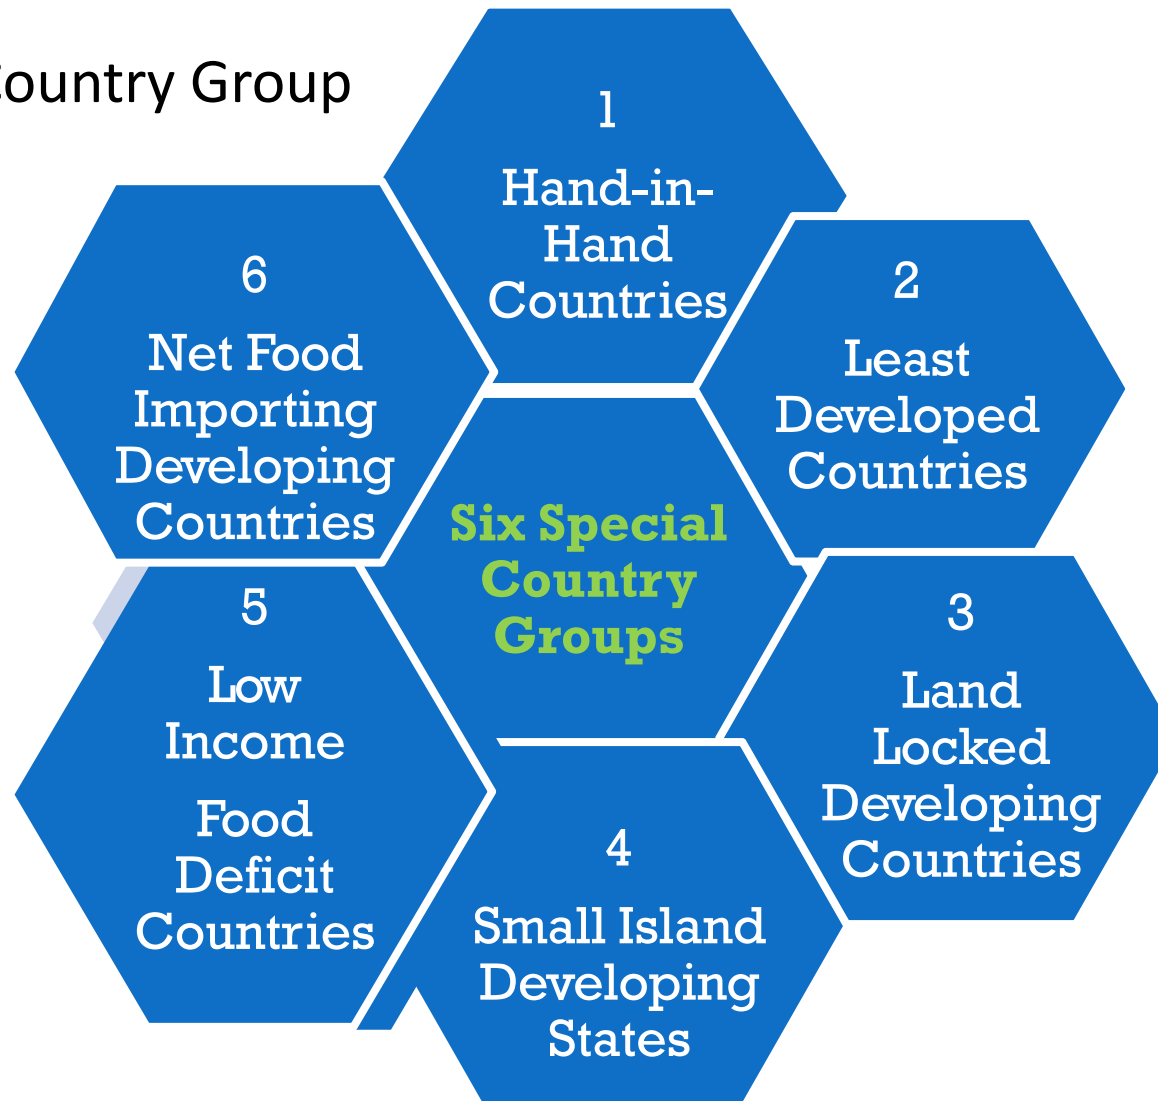 Country Group
1
Hand-in-
Hand
Countries
2
Least
Developed
Countries
3
Land
Locked
Developing
Countries
4
Small Island
Developing
States
5
Low
Income
Food
Deficit
Countries
6
Net Food
Importing
Developing
Countries
Six Special
Country
Groups